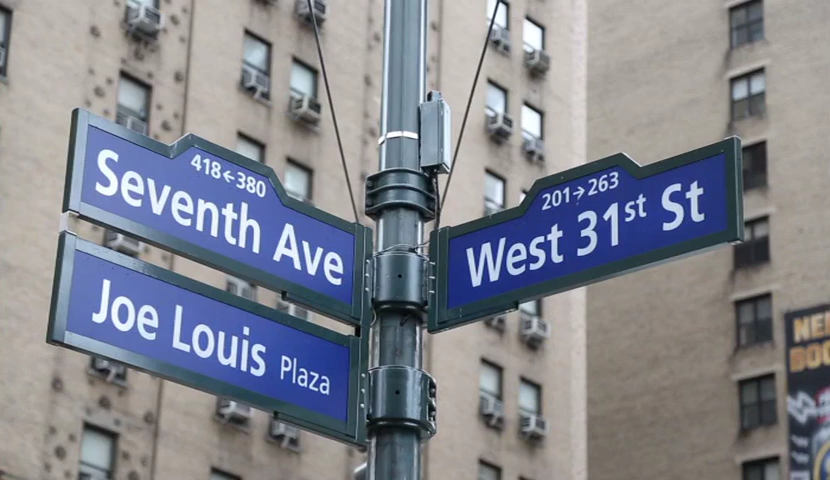 418←380
Seventh Ave
Joe Louis Plaza
201→263
West 31st St